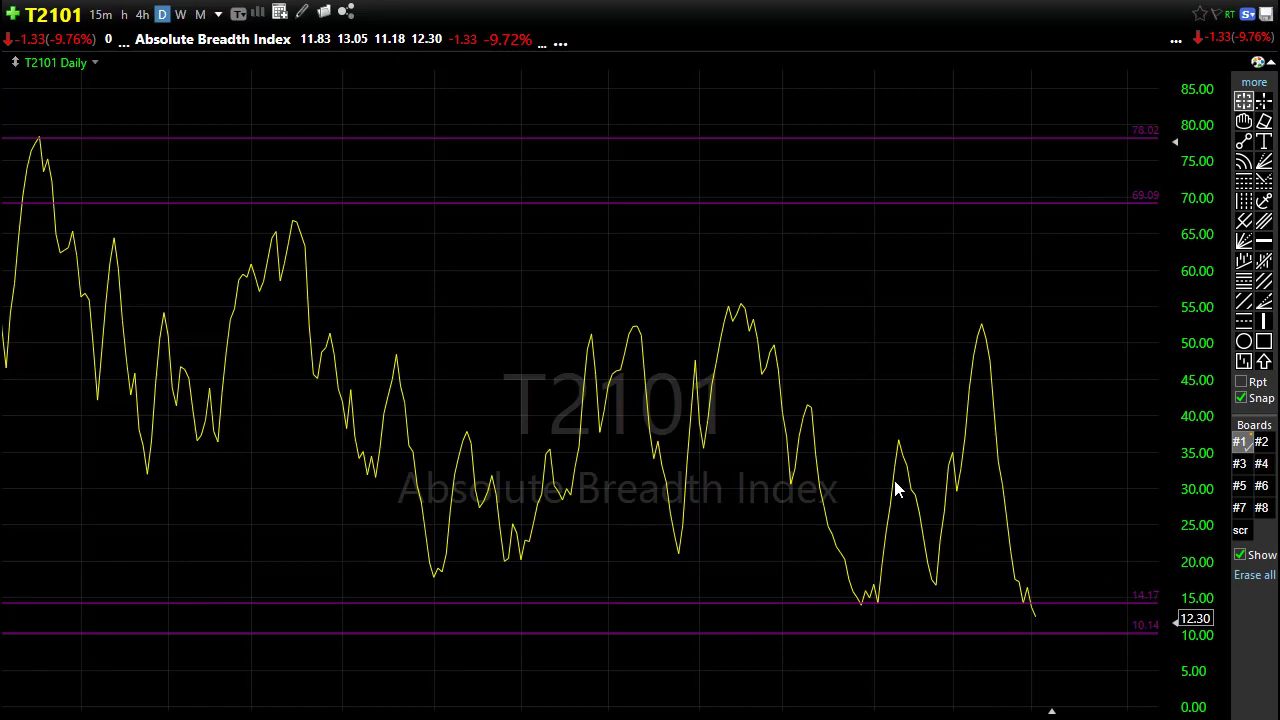 T2101 15m h 4h D W M T RT S
-1.33(-9.76%) 0 ... Absolute Breadth Index 11.83 13.05 11.18 12.30 -1.33 -9.72% ... ... ... -1.33(-9.76%)
T2101 Daily
more
85.00
80.00
78.02
75.00
70.00
69.09
65.00
60.00
55.00
50.00
45.00
40.00
35.00
30.00
25.00
20.00
15.00
14.17
12.30
10.14
10.00
5.00
0.00
T2101
Absolute Breadth Index
T
Rpt
Snap
Boards
#1 #2
#3 #4
#5 #6
#7 #8
scr
Show
Erase all